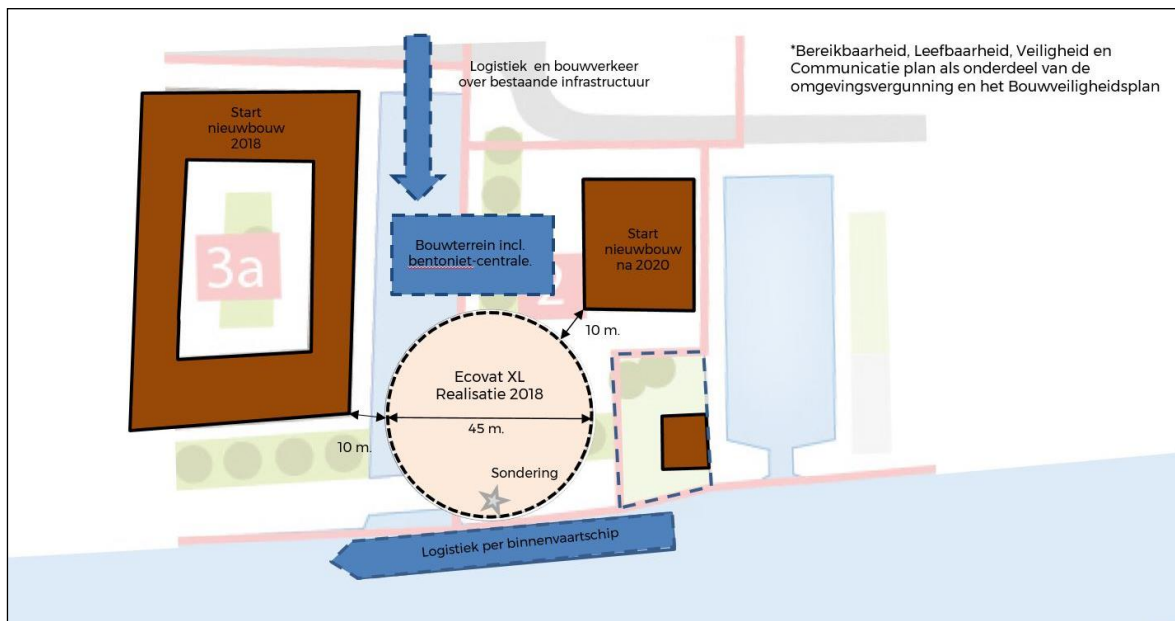 Logistiek en bouwverkeer
over bestaande infrastructuur
*Bereikbaarheid, Leefbaarheid, Veiligheid en
Communicatie plan als onderdeel van de
omgevingsvergunning en het Bouwveiligheidsplan
Start
nieuwbouw
2018
3a
Bouwterrein incl.
bentoniet-centrale.
2
Start
nieuwbouw
na 2020
10 m.
Ecovat XL
Realisatie 2018
45 m.
10 m.
Sondering
Logistiek per binnenvaartschip